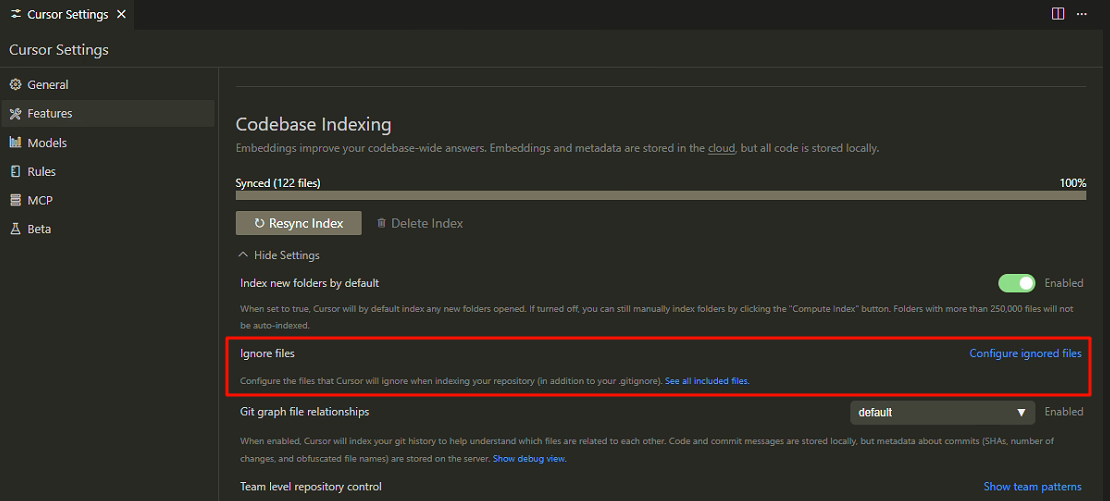 Cursor Settings
Cursor Settings
General
Features
Models
Rules
MCP
Beta
Codebase Indexing
Embeddings improve your codebase-wide answers. Embeddings and metadata are stored in the cloud, but all code is stored locally.
Synced (122 files) 100%
Resync Index Delete Index
Hide Settings
Index new folders by default Enabled
When set to true, Cursor will by default index any new folders opened. If turned off, you can still manually index folders by clicking the "Compute Index" button. Folders with more than 250,000 files will not
be auto-indexed.
Ignore files Configure ignored files
Configure the files that Cursor will ignore when indexing your repository (in addition to your .gitignore). See all included files.
Git graph file relationships default Enabled
When enabled, Cursor will index your git history to help understand which files are related to each other. Code and commit messages are stored locally, but metadata about commits (SHAs, number of
changes, and obfuscated file names) are stored on the server. Show debug view.
Team level repository control Show team patterns